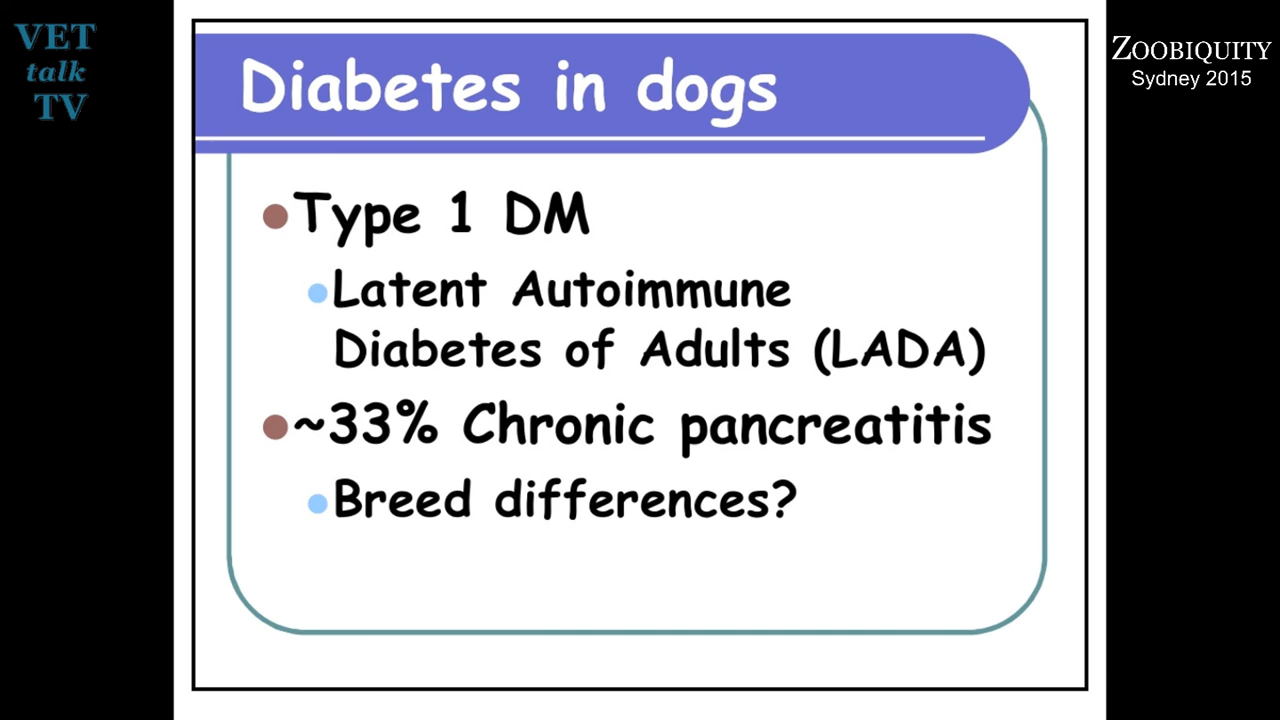 VET
talk
TV
ZOOBIQUITY
Sydney 2015
Diabetes in dogs
Type 1 DM
Latent Autoimmune
Diabetes of Adults (LADA)
~33% Chronic pancreatitis
Breed differences?